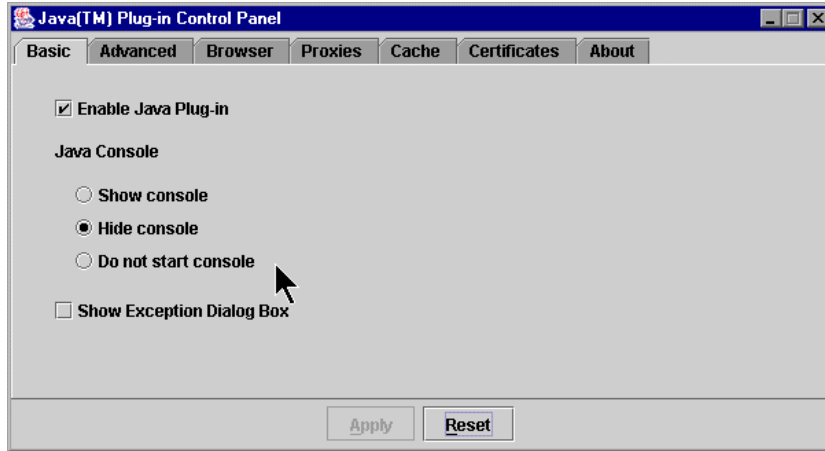 Java(TM) Plug-in Control Panel
Basic Advanced Browser Proxies Cache Certificates About
Enable Java Plug-in
Java Console
Show console
Hide console
Do not start console
Show Exception Dialog Box
Apply Reset